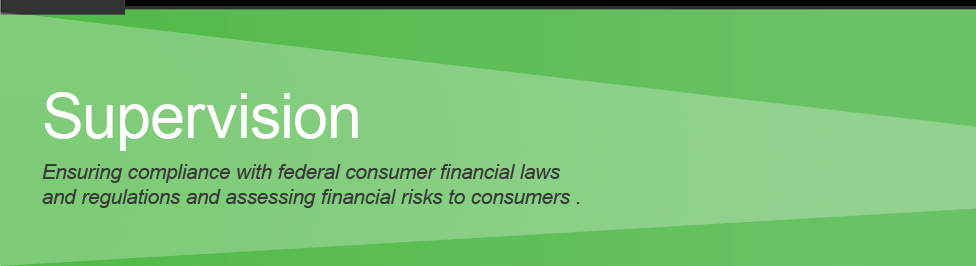 Supervision
Ensuring compliance with federal consumer financial laws
and regulations and assessing financial risks to consumers .